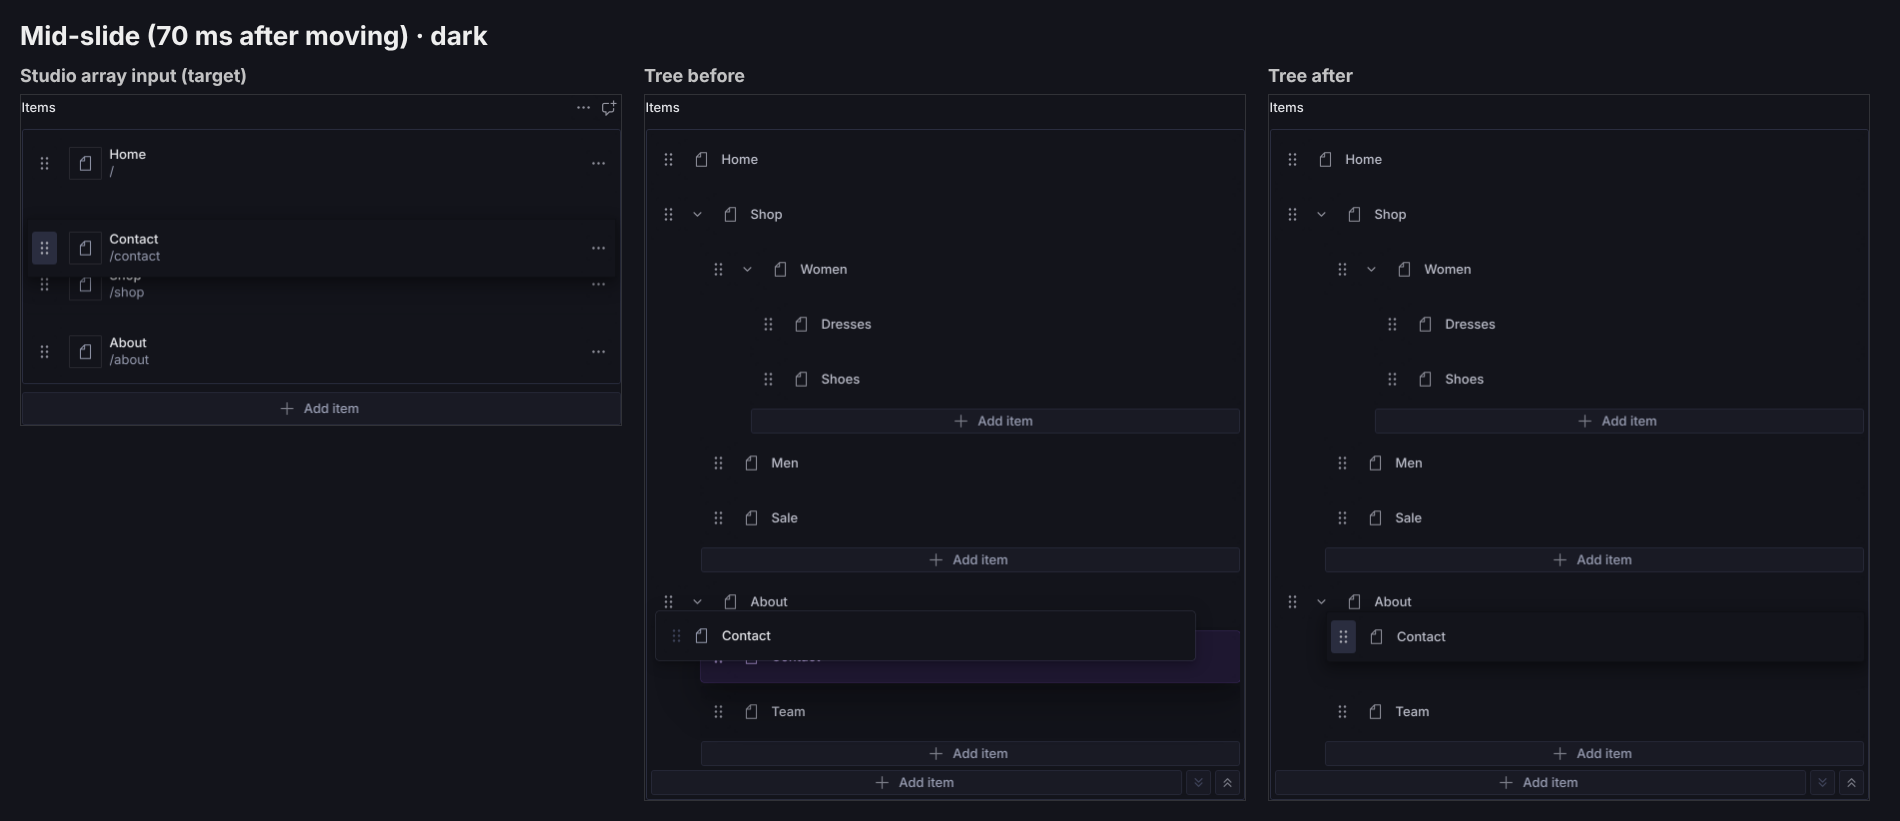 Mid-slide (70 ms after moving) · dark
Studio array input (target)
Items
Home
/
Contact
/contact
Shop
/shop
About
/about
Add item
Tree before
Items
Home
Shop
Women
Dresses
Shoes
Add item
Men
Sale
Add item
About
Contact
Contact
Team
Add item
Add item
Tree after
Items
Home
Shop
Women
Dresses
Shoes
Add item
Men
Sale
Add item
About
Contact
Team
Add item
Add item